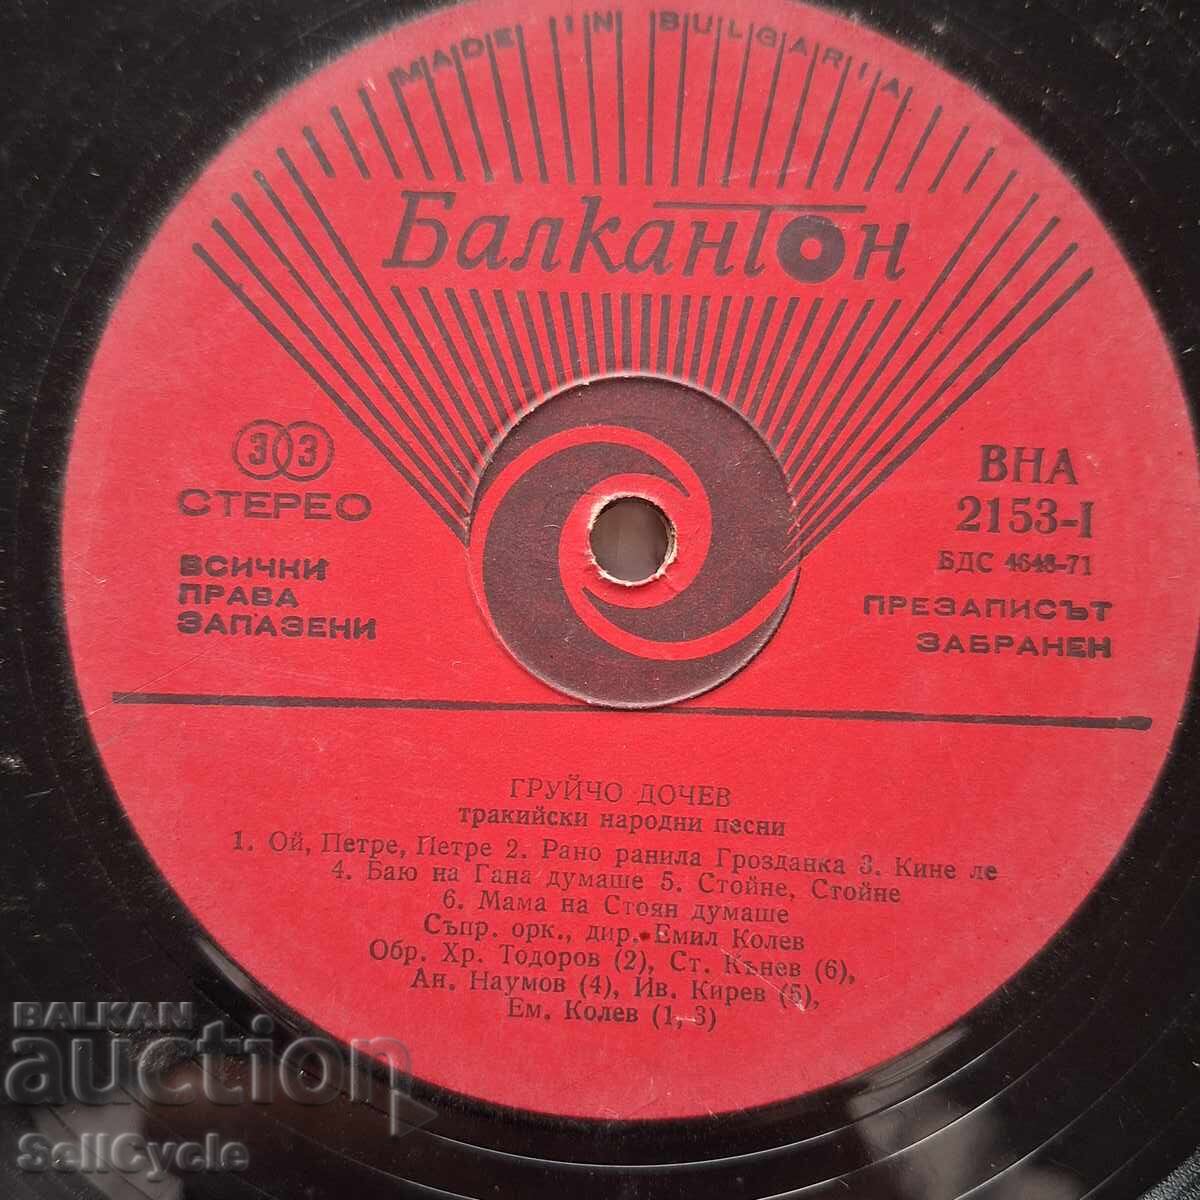 MADE IN BULGARIA
Балкантон
33
СТЕРЕО
ВСИЧКИ
ПРАВА
ЗАПАЗЕНИ
ВНА
2153-I
БДС 4648-71
ПРЕЗАПИСЪТ
ЗАБРАНЕН
ГРУЙЧО ДОЧЕВ
тракийски народни песни
1. Ой, Петре, Петре 2. Рано ранила Грозданка 3. Кине ле
4. Баю на Гана думаше 5. Стойне, Стойне
6. Мама на Стоян думаше
Съпр. орк., дир. Емил Колев
Обр. Хр. Тодоров (2), Ст. Кънев (6),
Ан. Наумов (4), Ив. Кирев (5),
Ем. Колев (1, 3)
BALKAN
auction
SellCycle